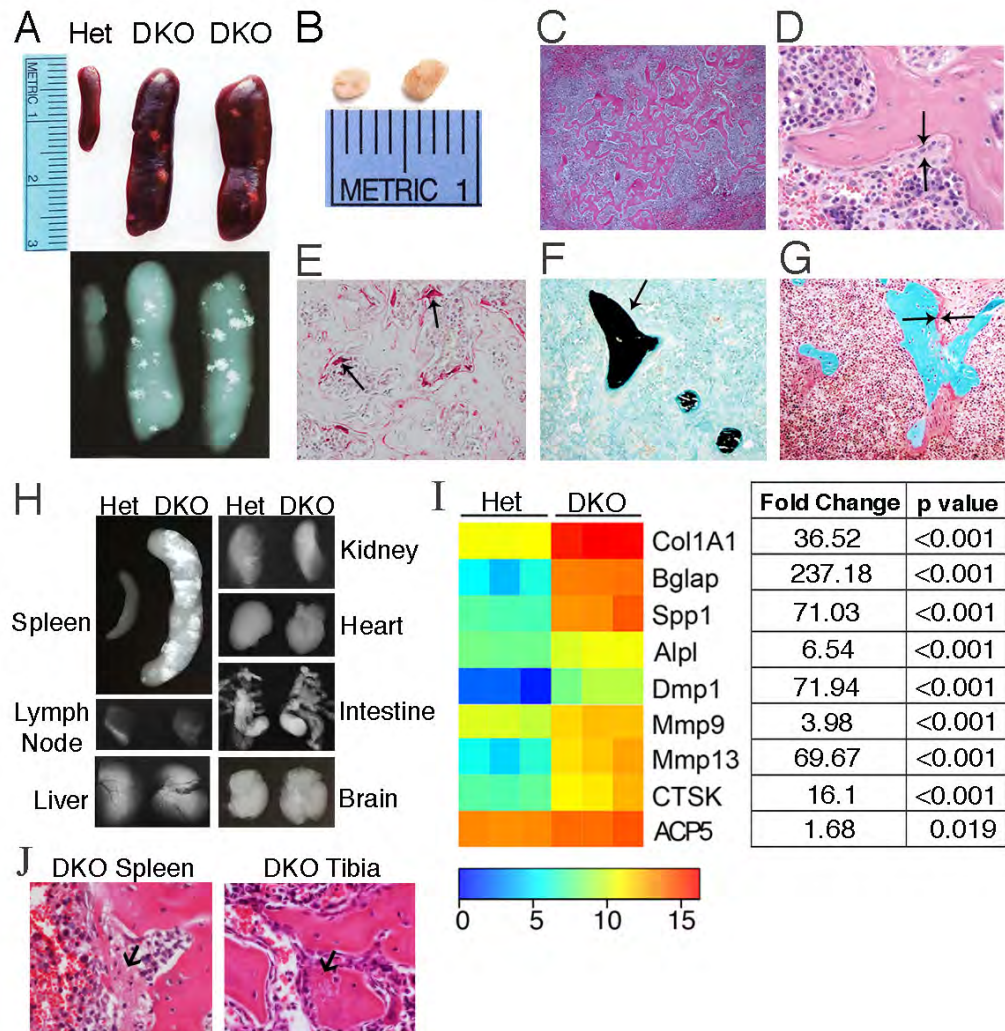 A
Het DKO DKO
METRIC 1
2
3
B
METRIC 1
C
D
E
F
G
H
Het DKO
Spleen
Lymph
Node
Liver
Het DKO
Kidney
Heart
Intestine
Brain
I
Het DKO
Col1A1
Bglap
Spp1
Alpl
Dmp1
Mmp9
Mmp13
CTSK
ACP5
0 5 10 15
Fold Change p value
36.52 <0.001
237.18 <0.001
71.03 <0.001
6.54 <0.001
71.94 <0.001
3.98 <0.001
69.67 <0.001
16.1 <0.001
1.68 0.019
J
DKO Spleen DKO Tibia